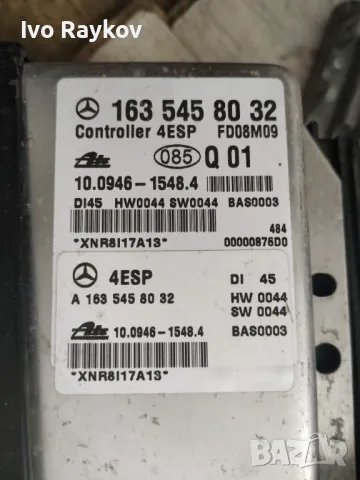 Ivo Raykov
163 545 80 32
Controller 4ESP FD08M09
Ate 085 Q 01
10.0946-1548.4
DI45 HW0044 SW0044 BAS0003
484
*XNR8I17A13* 00000876D0
4ESP DI 45
A 163 545 80 32 HW 0044
SW 0044
Ate 10.0946-1548.4 BAS0003
*XNR8I17A13*
BAZAR